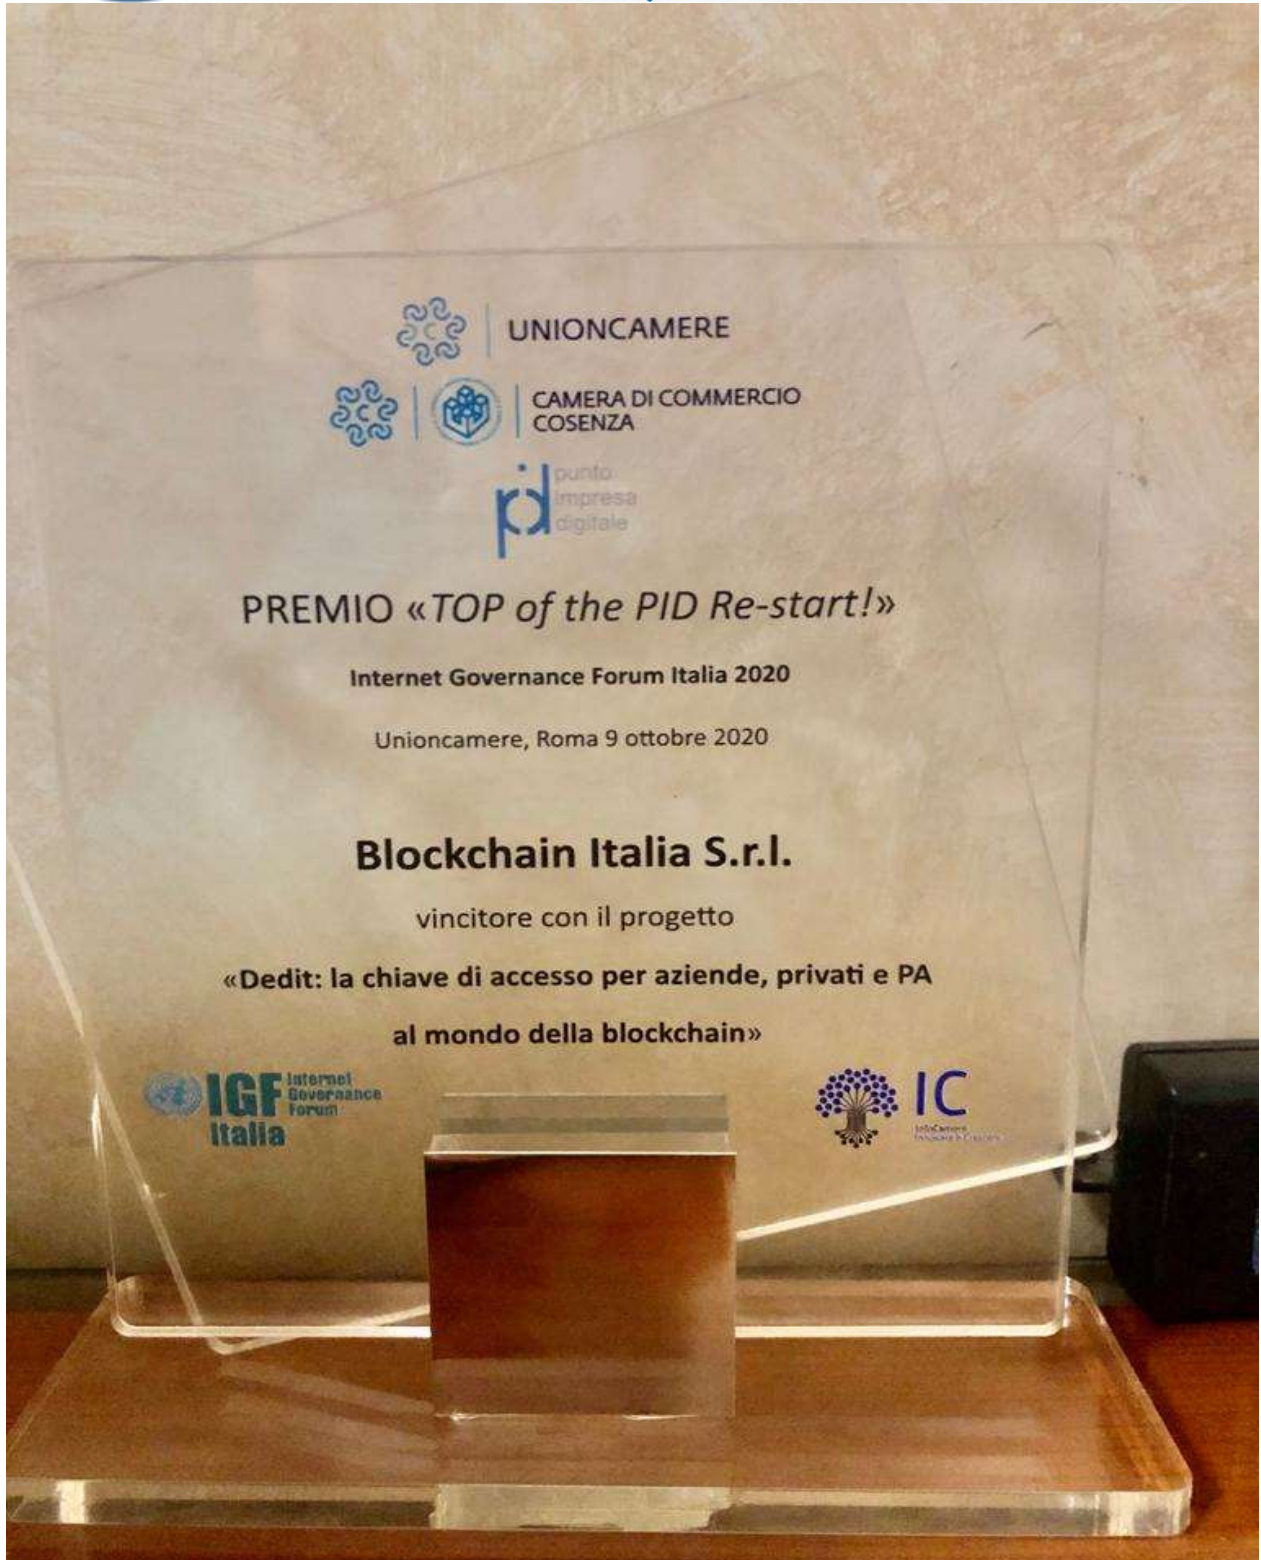 UNIONCAMERE
CAMERA DI COMMERCIO
COSENZA
pid
punto
impresa
digitale
PREMIO «TOP of the PID Re-start!»
Internet Governance Forum Italia 2020
Unioncamere, Roma 9 ottobre 2020
Blockchain Italia S.r.l.
vincitore con il progetto
«Dedit: la chiave di accesso per aziende, privati e PA
al mondo della blockchain»
IGF
Internet
Governance
Forum
Italia
IC
InfoCamere